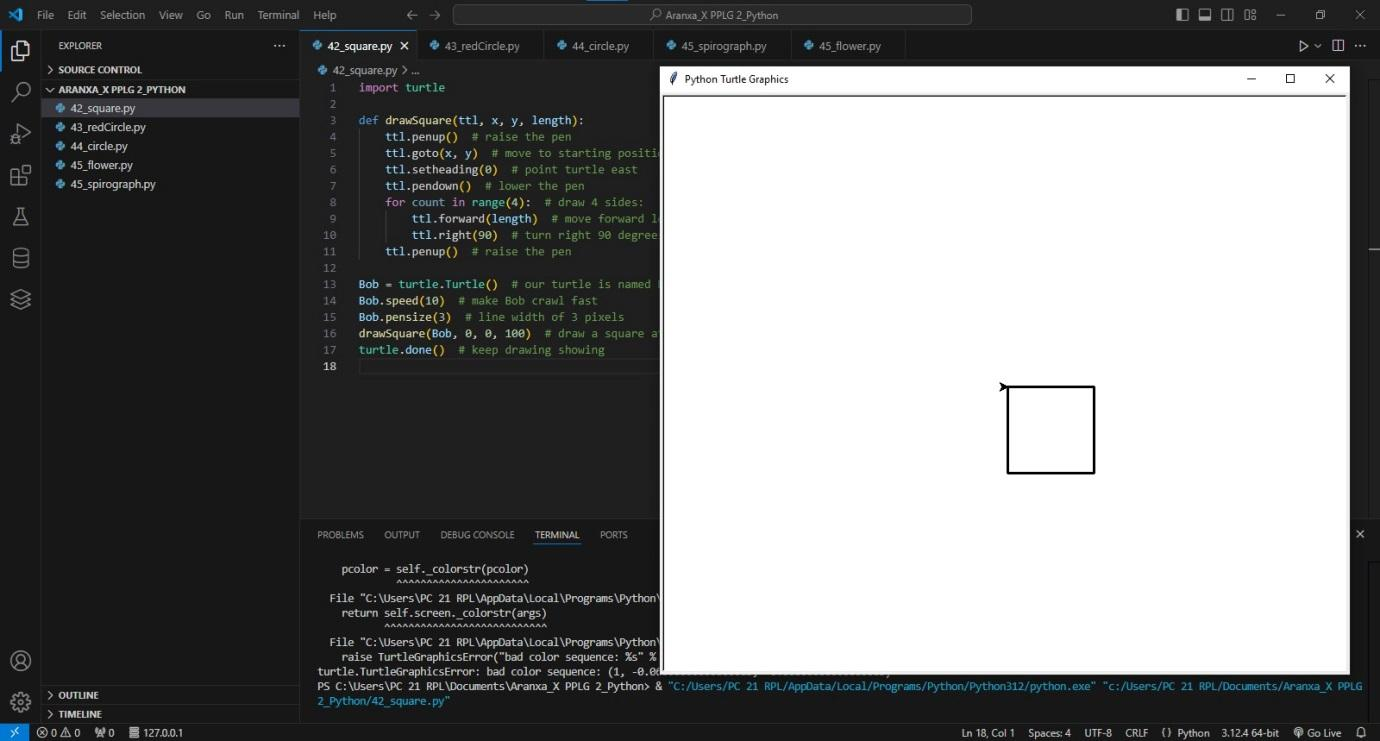 File Edit Selection View Go Run Terminal Help
Aranxa_X PPLG 2_Python
EXPLORER
SOURCE CONTROL
ARANXA_X PPLG 2_PYTHON
42_square.py
43_redCircle.py
44_circle.py
45_flower.py
45_spirograph.py
OUTLINE
TIMELINE
42_square.py 43_redCircle.py 44_circle.py 45_spirograph.py 45_flower.py
42_square.py > ...
1 import turtle
2
3 def drawSquare(ttl, x, y, length):
4 ttl.penup() # raise the pen
5 ttl.goto(x, y) # move to starting positi
6 ttl.setheading(0) # point turtle east
7 ttl.pendown() # lower the pen
8 for count in range(4): # draw 4 sides:
9 ttl.forward(length) # move forward l
10 ttl.right(90) # turn right 90 degree
11 ttl.penup() # raise the pen
12
13 Bob = turtle.Turtle() # our turtle is named
14 Bob.speed(10) # make Bob crawl fast
15 Bob.pensize(3) # line width of 3 pixels
16 drawSquare(Bob, 0, 0, 100) # draw a square a
17 turtle.done() # keep drawing showing
18
Python Turtle Graphics
PROBLEMS OUTPUT DEBUG CONSOLE TERMINAL PORTS
pcolor = self._colorstr(pcolor)
^^^^^^^^^^^^^^^^^^^^^^
File "C:\Users\PC 21 RPL\AppData\Local\Programs\Python\
return self.screen._colorstr(args)
^^^^^^^^^^^^^^^^^^^^^^^^^^^
File "C:\Users\PC 21 RPL\AppData\Local\Programs\Python\
raise TurtleGraphicsError("bad color sequence: %s" %
turtle.TurtleGraphicsError: bad color sequence: (1, -0.0
PS C:\Users\PC 21 RPL\Documents\Aranxa_X PPLG 2_Python> & "C:/Users/PC 21 RPL/AppData/Local/Programs/Python/Python312/python.exe" "c:/Users/PC 21 RPL/Documents/Aranxa_X PPLG
2_Python/42_square.py"
0 0 0 127.0.0.1 Ln 18, Col 1 Spaces: 4 UTF-8 CRLF {} Python 3.12.4 64-bit Go Live